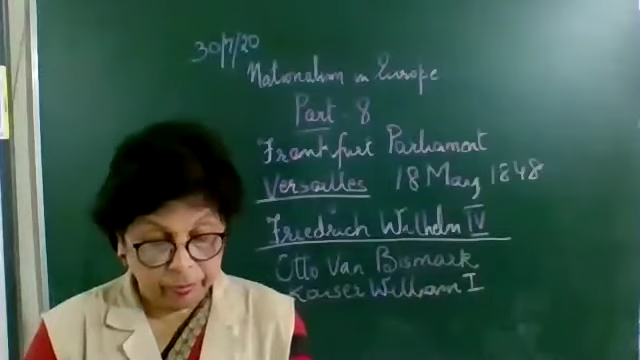 30/7/20
Nationalism in Europe
Part - 8
Frankfurt Parliament
Versailles 18 May 1848
Friedrich Wilhelm IV
Otto Van Bismark
Kaiser William I